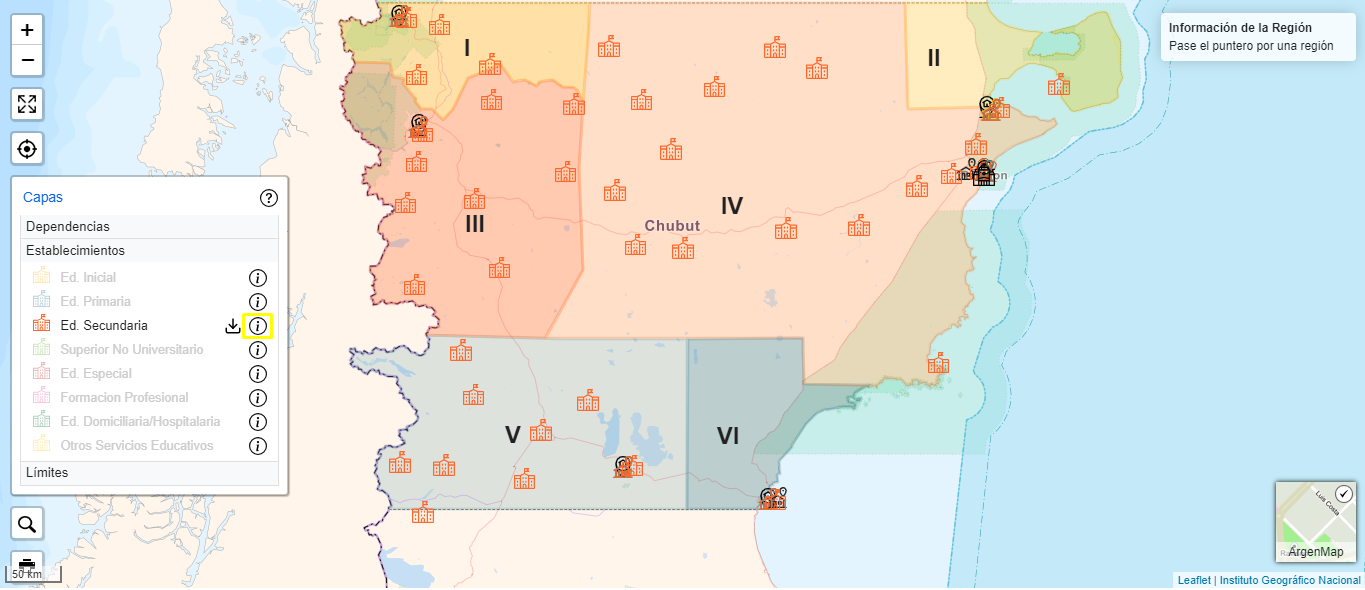 +
−
Capas
?
Dependencias
Establecimientos
Ed. Inicial
Ed. Primaria
Ed. Secundaria
Superior No Universitario
Ed. Especial
Formacion Profesional
Ed. Domiciliaria/Hospitalaria
Otros Servicios Educativos
Límites
50 km
I
II
III
IV
Chubut
V
VI
Información de la Región
Pase el puntero por una región
Luis Costa
ArgenMap
Leaflet | Instituto Geográfico Nacional